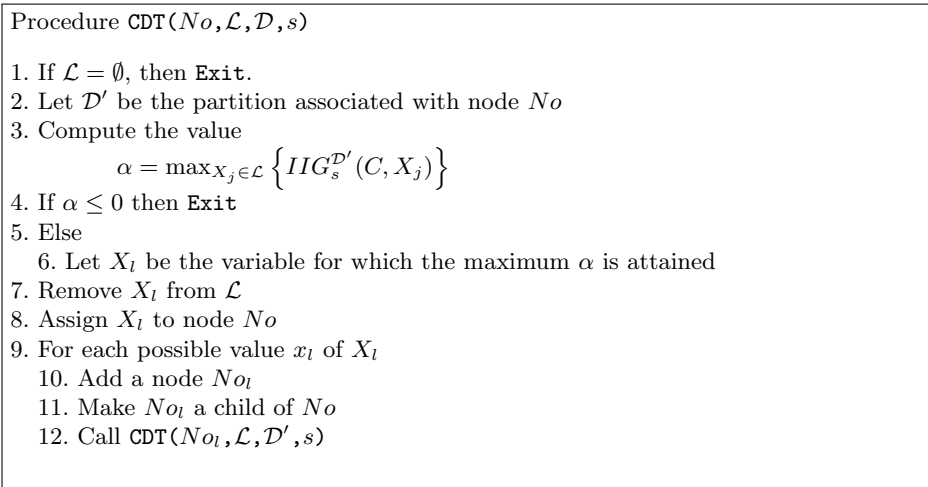 Procedure CDT(No,ℒ,𝒟,s)
1. If ℒ = ∅, then Exit.
2. Let 𝒟′ be the partition associated with node No
3. Compute the value
α = max_{X_j∈ℒ} {IIG_s^{𝒟′}(C, X_j)}
4. If α ≤ 0 then Exit
5. Else
6. Let X_l be the variable for which the maximum α is attained
7. Remove X_l from ℒ
8. Assign X_l to node No
9. For each possible value x_l of X_l
10. Add a node No_l
11. Make No_l a child of No
12. Call CDT(No_l,ℒ,𝒟′,s)